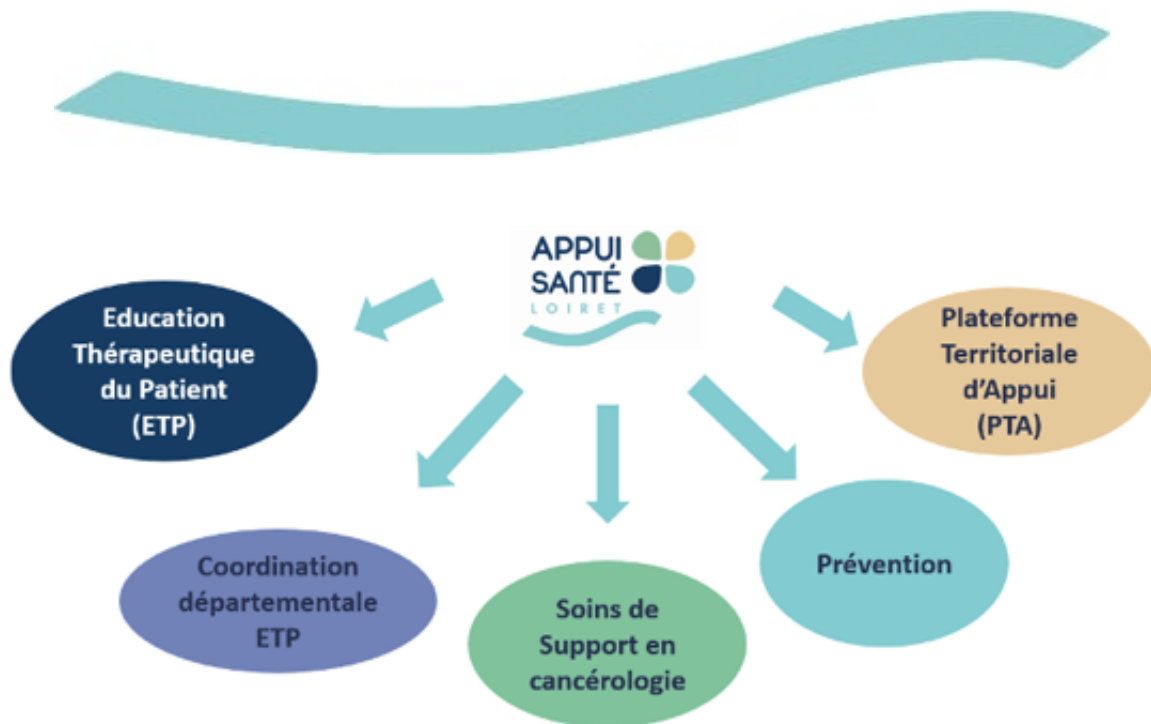 APPUI
SANTÉ
LOIRET
Education
Thérapeutique
du Patient
(ETP)
Plateforme
Territoriale
d'Appui
(PTA)
Coordination
départementale
ETP
Soins de
Support en
cancérologie
Prévention